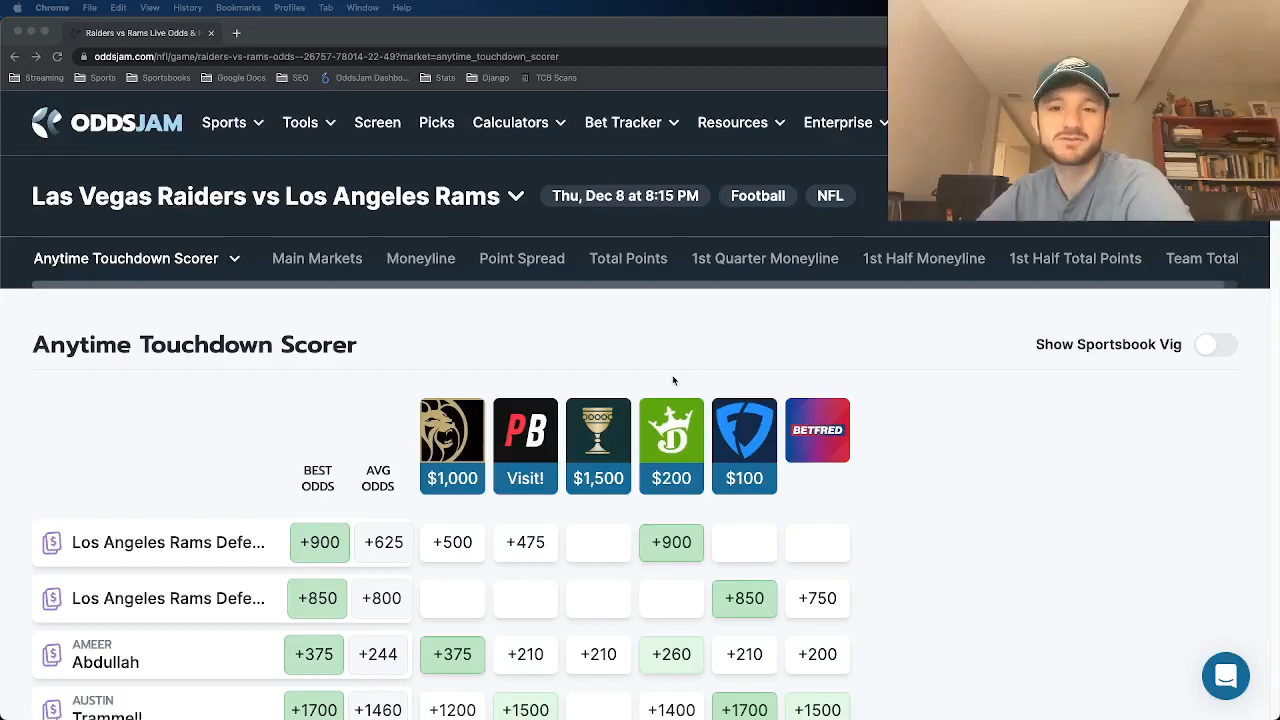 Chrome File Edit View History Bookmarks Profiles Tab Window Help
Raiders vs Rams Live Odds & F
oddsjam.com/nfl/game/raiders-vs-rams-odds--26757-78014-22-49?market=anytime_touchdown_scorer
Streaming Sports Sportsbooks Google Docs SEO OddsJam Dashbo... Stats Django TCB Scans
ODDSJAM Sports Tools Screen Picks Calculators Bet Tracker Resources Enterprise
Las Vegas Raiders vs Los Angeles Rams Thu, Dec 8 at 8:15 PM Football NFL
Anytime Touchdown Scorer Main Markets Moneyline Point Spread Total Points 1st Quarter Moneyline 1st Half Moneyline 1st Half Total Points Team Total
Anytime Touchdown Scorer Show Sportsbook Vig
PB BETFRED
BEST ODDS AVG ODDS $1,000 Visit! $1,500 $200 $100
Los Angeles Rams Defe... +900 +625 +500 +475 +900
Los Angeles Rams Defe... +850 +800 +850 +750
AMEER
Abdullah +375 +244 +375 +210 +210 +260 +210 +200
AUSTIN
Trammell +1700 +1460 +1200 +1500 +1400 +1700 +1500